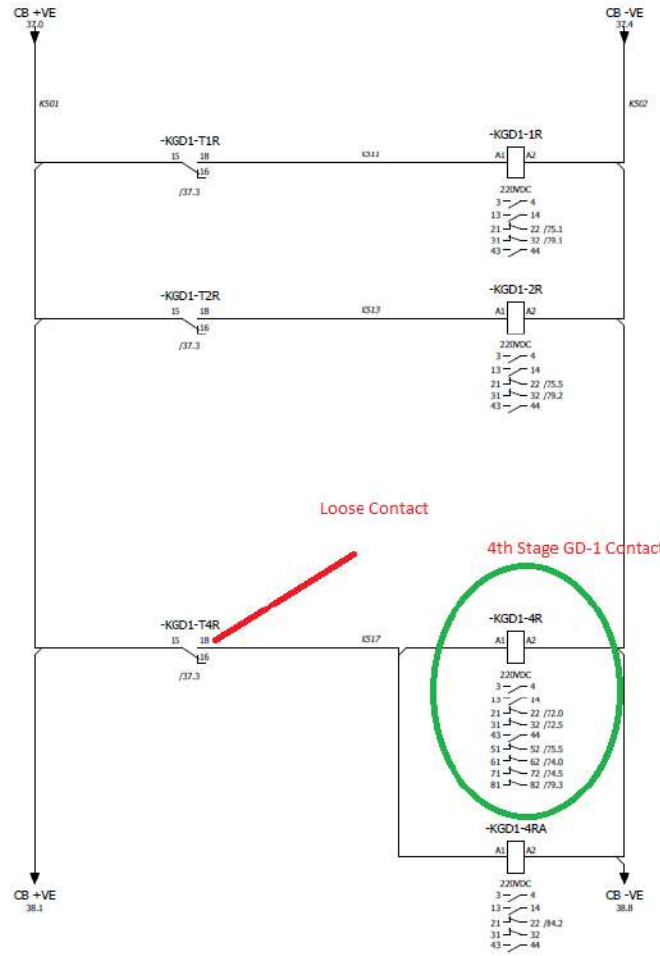 CB +VE
37.0
CB -VE
37.4
K501
K502
-KGD1-T1R
15 18
16
/37.3
K511
-KGD1-1R
A1 A2
220VDC
3 4
13 14
21 22 /75.1
31 32 /79.1
43 44
-KGD1-T2R
15 18
16
/37.3
K513
-KGD1-2R
A1 A2
220VDC
3 4
13 14
21 22 /75.5
31 32 /79.2
43 44
Loose Contact
4th Stage GD-1 Contact
-KGD1-T4R
15 18
16
/37.3
K517
-KGD1-4R
A1 A2
220VDC
3 4
13 14
21 22 /72.0
31 32 /72.5
43 44
51 52 /75.5
61 62 /74.0
71 72 /74.5
81 82 /79.3
-KGD1-4RA
A1 A2
220VDC
3 4
13 14
21 22 /84.2
31 32
43 44
CB +VE
38.1
CB -VE
38.8